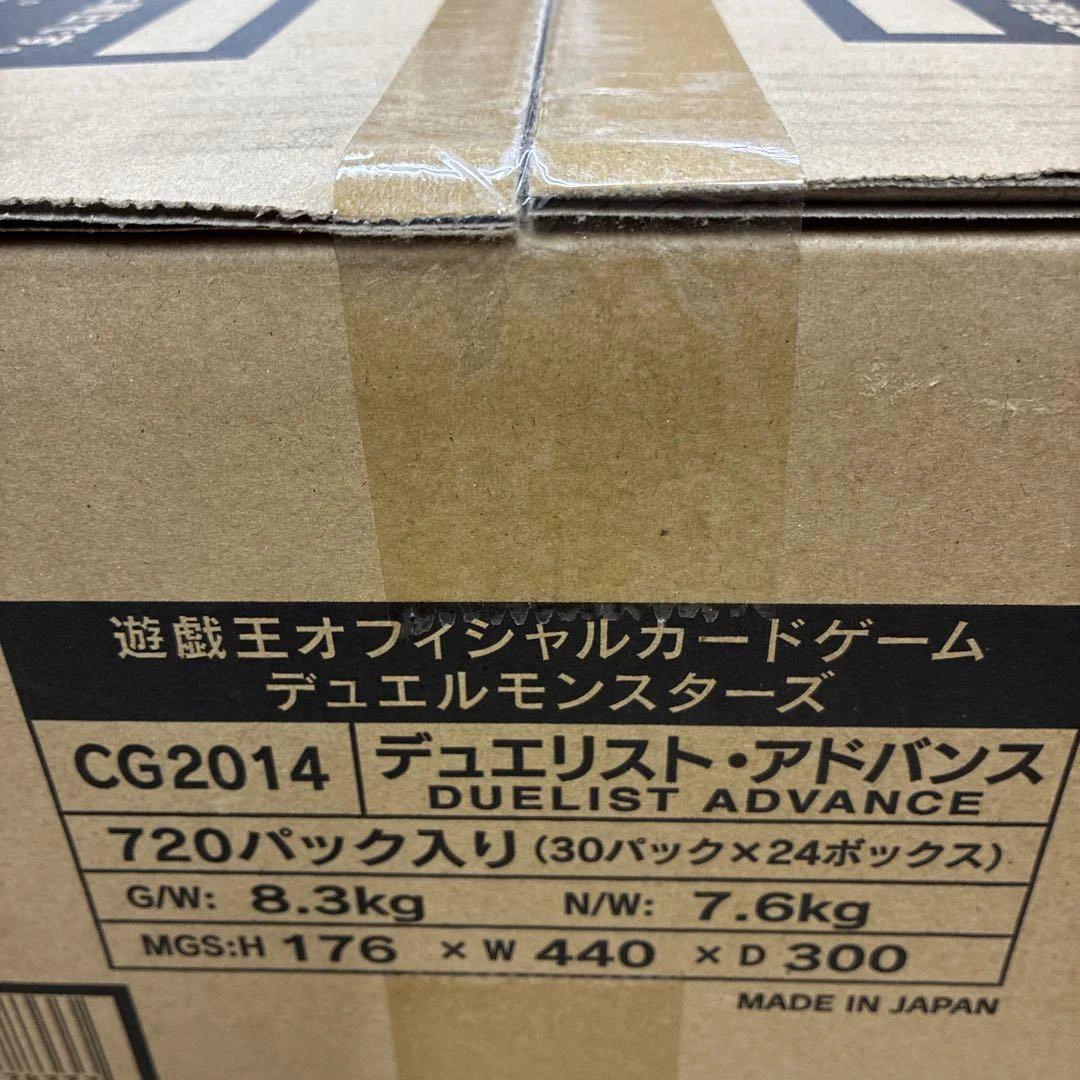 遊戯王オフィシャルカードゲーム
デュエルモンスターズ
CG2014 デュエリスト・アドバンス
DUELIST ADVANCE
720パック入り(30パック×24ボックス)
G/W: 8.3kg N/W: 7.6kg
MGS:H 176 × W 440 × D 300
MADE IN JAPAN